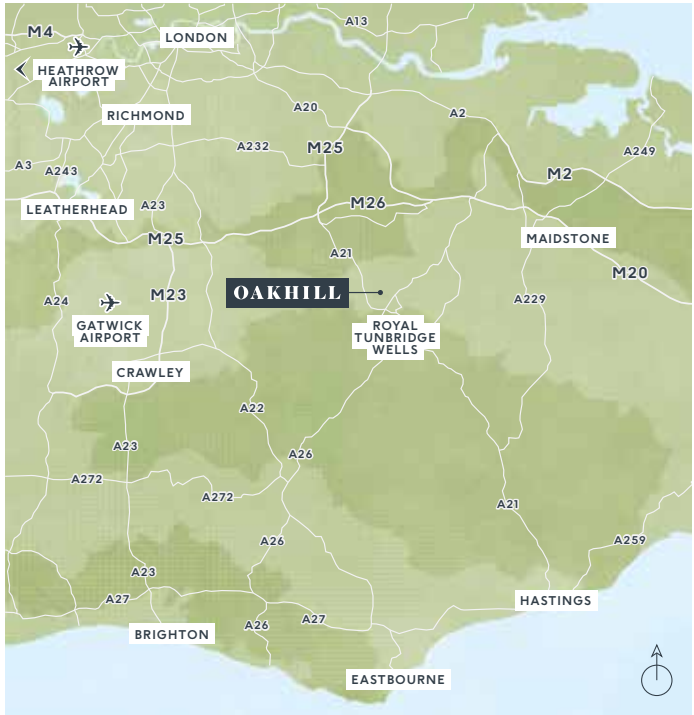 A13
M4
LONDON
HEATHROW
AIRPORT
A20
A2
RICHMOND
A232
M25
A249
A3
A243
M2
LEATHERHEAD
A23
M26
M25
MAIDSTONE
A21
M20
OAKHILL
M23
A24
A229
GATWICK
AIRPORT
ROYAL
TUNBRIDGE
WELLS
CRAWLEY
A22
A23
A26
A272
A272
A21
A26
A259
A23
A27
HASTINGS
A27
A26
BRIGHTON
EASTBOURNE